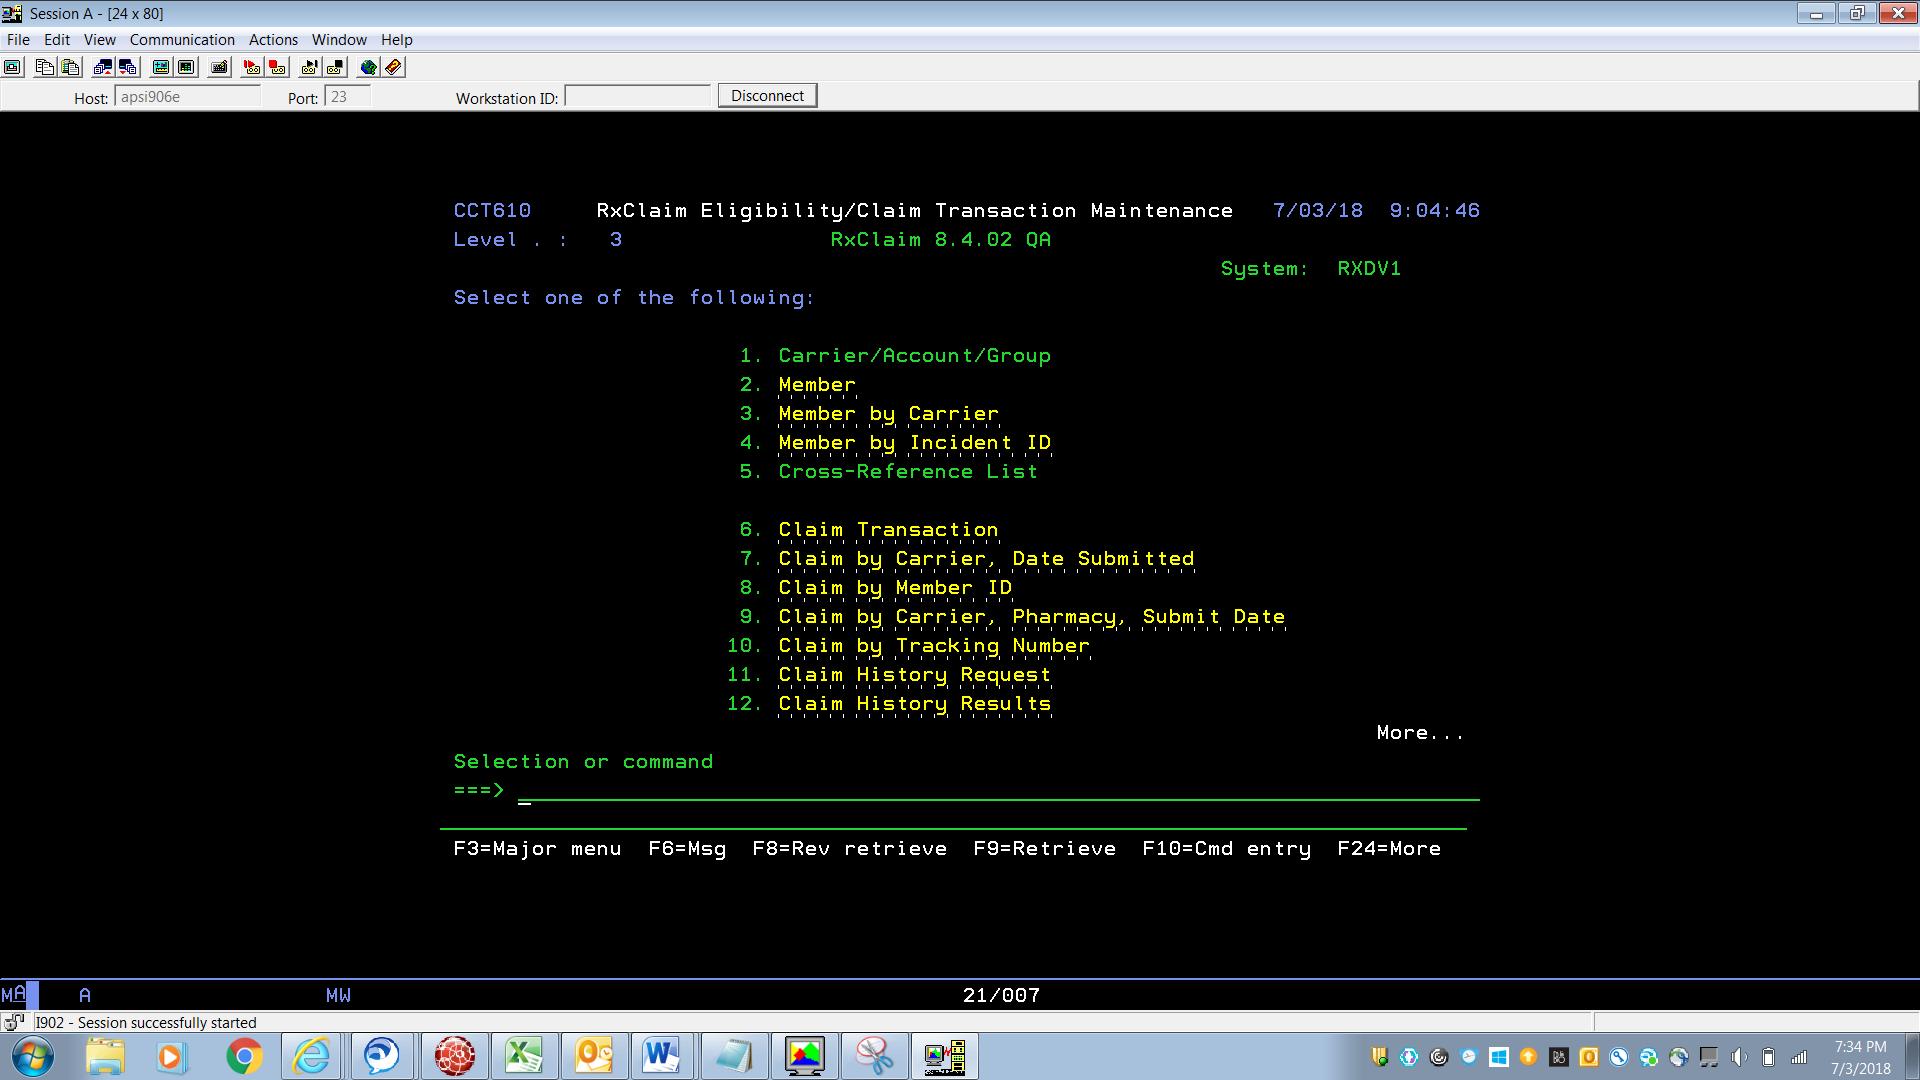 Session A - [24 x 80]
File Edit View Communication Actions Window Help
Host: apsi906e Port: 23 Workstation ID: Disconnect
CCT610 RxClaim Eligibility/Claim Transaction Maintenance 7/03/18 9:04:46
Level . : 3 RxClaim 8.4.02 QA
System: RXDV1
Select one of the following:
1. Carrier/Account/Group
2. Member
3. Member by Carrier
4. Member by Incident ID
5. Cross-Reference List
6. Claim Transaction
7. Claim by Carrier, Date Submitted
8. Claim by Member ID
9. Claim by Carrier, Pharmacy, Submit Date
10. Claim by Tracking Number
11. Claim History Request
12. Claim History Results
More...
Selection or command
===>
F3=Major menu F6=Msg F8=Rev retrieve F9=Retrieve F10=Cmd entry F24=More
MA A MW 21/007
I902 - Session successfully started
7:34 PM
7/3/2018